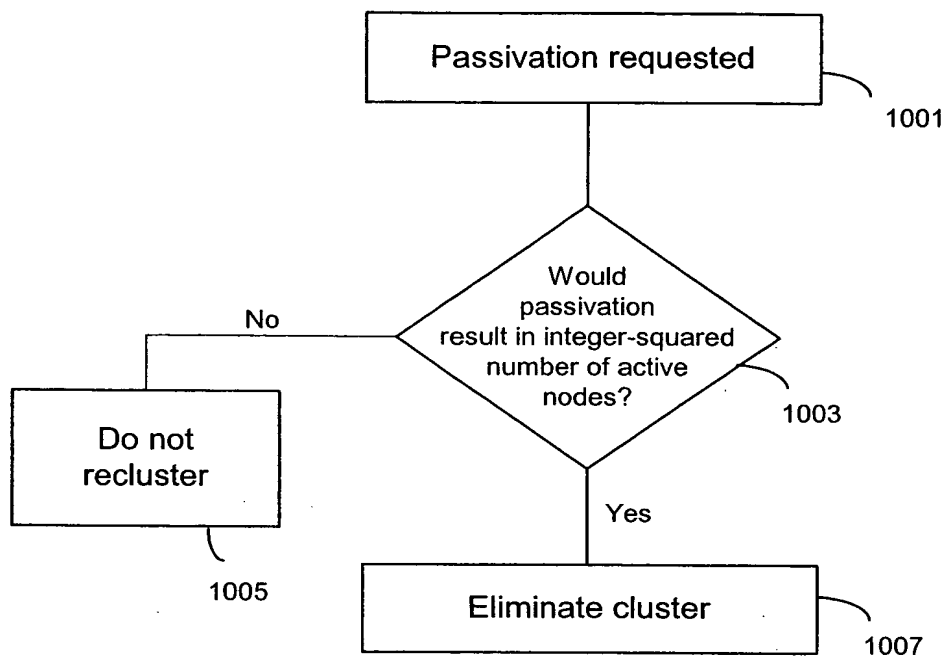 Passivation requested
1001
Would
passivation
result in integer-squared
number of active
nodes?
1003
No
Do not
recluster
1005
Yes
Eliminate cluster
1007